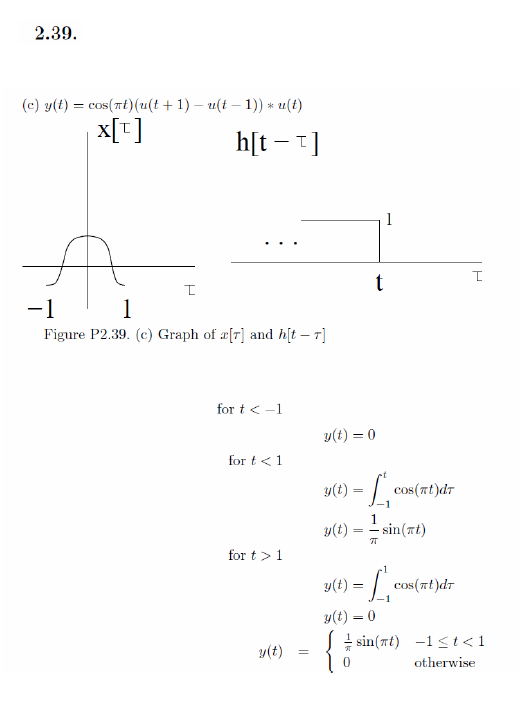 2.39.
(c) y(t) = cos(πt)(u(t + 1) − u(t − 1)) ∗ u(t)
x[τ]
h[t − τ]
1
. . .
τ
t
τ
−1
1
Figure P2.39. (c) Graph of x[τ] and h[t − τ]
for t < −1
y(t) = 0
for t < 1
y(t) = ∫_{−1}^{t} cos(πt)dτ
y(t) = 1/π sin(πt)
for t > 1
y(t) = ∫_{−1}^{1} cos(πt)dτ
y(t) = 0
y(t) = { 1/π sin(πt) −1 ≤ t < 1
0 otherwise